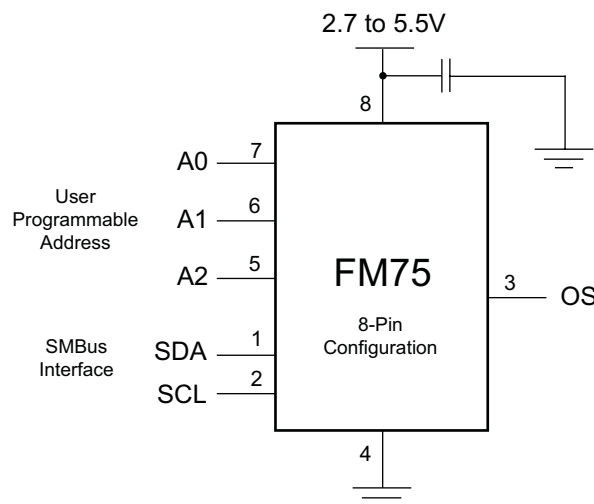 2.7 to 5.5V
8
A0 7
User
Programmable
Address
A1 6
A2 5
FM75
3 OS
8-Pin
Configuration
SMBus
Interface
SDA 1
SCL 2
4